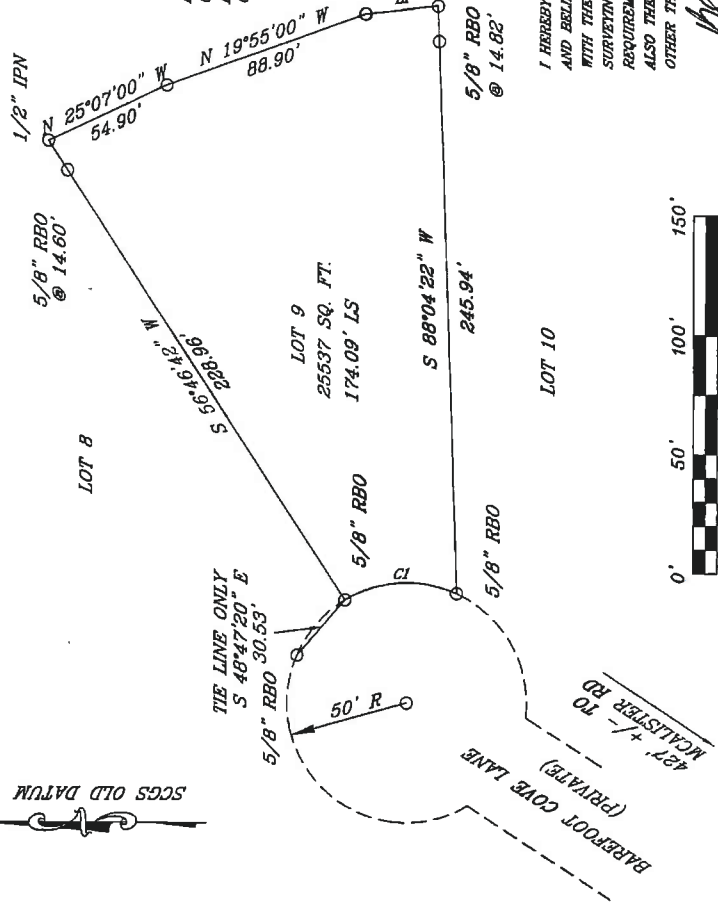 1/2" IPN
N 25°07'00" W
54.90'
N 19°55'00" W
88.90'
5/8" RBO
@ 14.60'
5/8" RBO
@ 14.82'
S 56°46'42" W
228.96'
LOT 8
LOT 9
25537 SQ. FT.
174.09' LS
S 88°04'22" W
245.94'
LOT 10
TIE LINE ONLY
S 48°47'20" E
30.53'
5/8" RBO
5/8" RBO
C1
5/8" RBO
50' R
SCGS OLD DATUM
BAREFOOT COVE LANE
(PRIVATE)
427' +/- TO
MCALISTER RD
0'
50'
100'
150'
I HEREBY
AND BELI
WITH THE
SURVEYING
REQUIREM
ALSO THE
OTHER TH